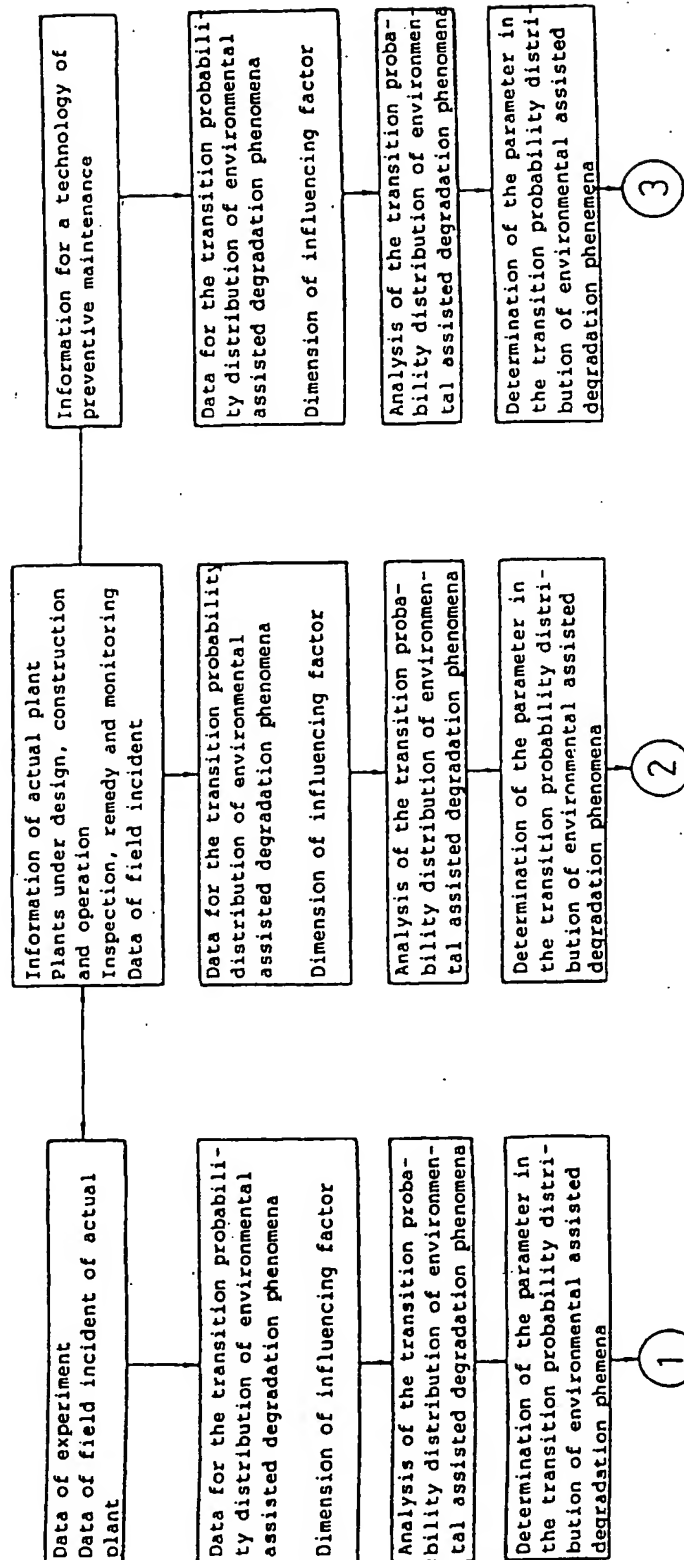 Data of experiment
Data of field incident of actual
plant
Data for the transition probabili-
ty distribution of environmental
assisted degradation phenomena
Dimension of influencing factor
Analysis of the transition proba-
bility distribution of environmen-
tal assisted degradation phenomena
Determination of the parameter in
the transition probability distri-
bution of environmental assisted
degradation phemena
1
Information of actual plant
Plants under design, construction
and operation
Inspection, remedy and monitoring
Data of field incident
Data for the transition probability
distribution of environmental
assisted degradation phenomena
Dimension of influencing factor
Analysis of the transition proba-
bility distribution of environmen-
tal assisted degradation phenomena
Determination of the parameter in
the transition probability distri-
bution of environmental assisted
degradation phenomena
2
Information for a technology of
preventive maintenance
Data for the transition probabili-
ty distribution of environmental
assisted degradation phenomena
Dimension of influencing factor
Analysis of the transition proba-
bility distribution of environmen-
tal assisted degradation phenomena
Determination of the parameter in
the transition probability distri-
bution of environmental assisted
degradation phenemena
3